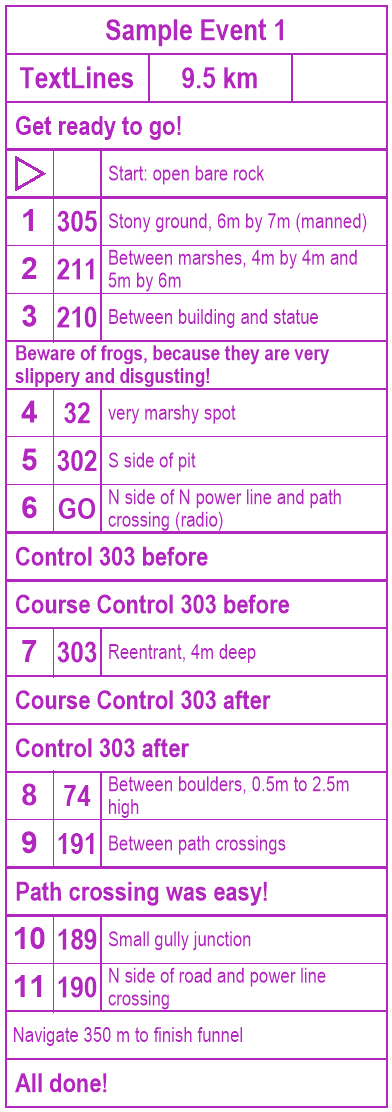 Sample Event 1
TextLines 9.5 km
Get ready to go!
Start: open bare rock
1 305 Stony ground, 6m by 7m (manned)
2 211 Between marshes, 4m by 4m and
5m by 6m
3 210 Between building and statue
Beware of frogs, because they are very
slippery and disgusting!
4 32 very marshy spot
5 302 S side of pit
6 GO N side of N power line and path
crossing (radio)
Control 303 before
Course Control 303 before
7 303 Reentrant, 4m deep
Course Control 303 after
Control 303 after
8 74 Between boulders, 0.5m to 2.5m
high
9 191 Between path crossings
Path crossing was easy!
10 189 Small gully junction
11 190 N side of road and power line
crossing
Navigate 350 m to finish funnel
All done!